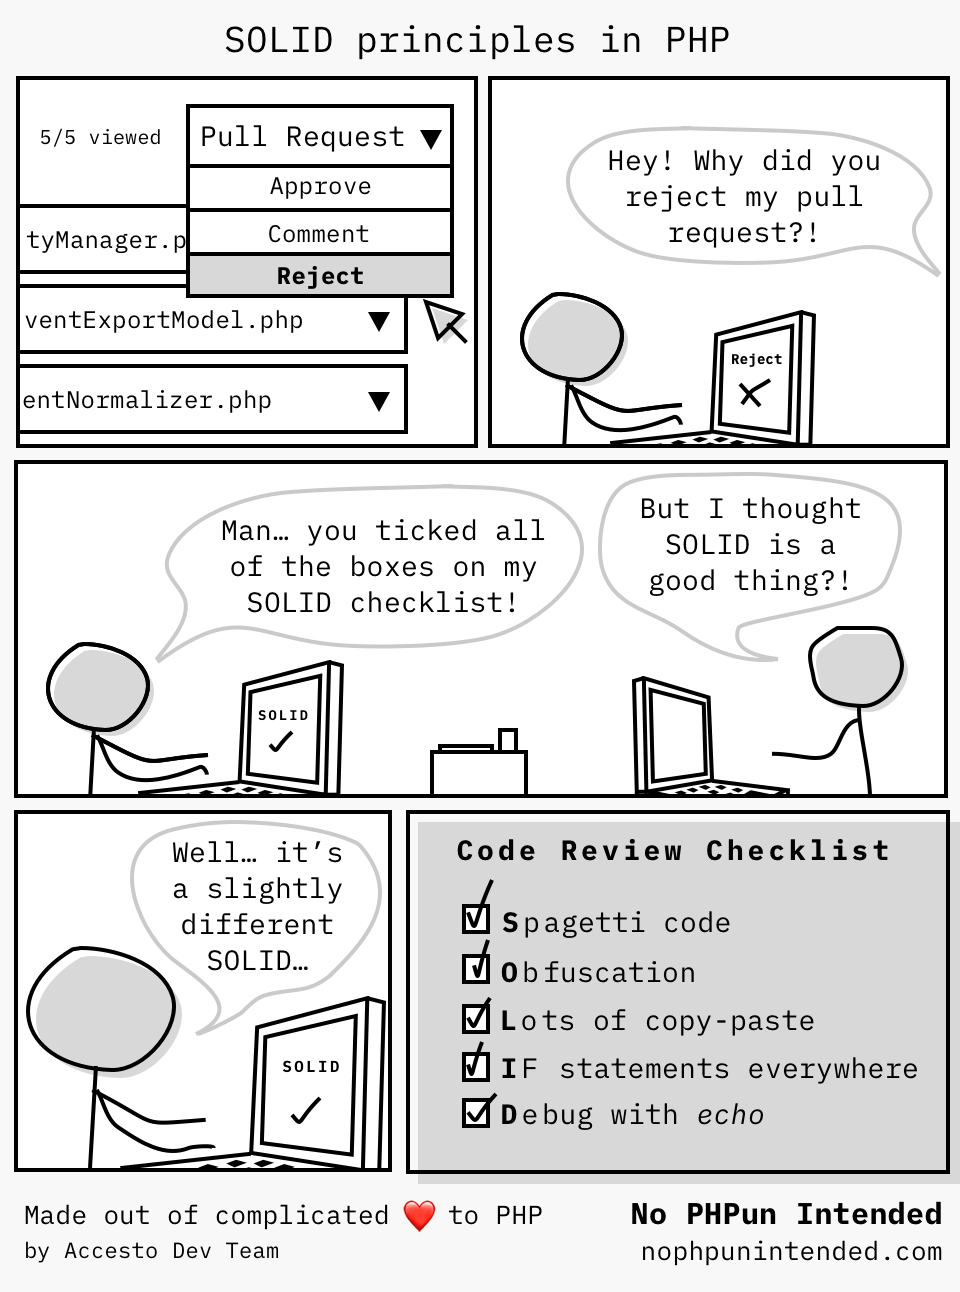 SOLID principles in PHP
5/5 viewed
Pull Request
Approve
Comment
Reject
tyManager.p
ventExportModel.php
entNormalizer.php
Hey! Why did you
reject my pull
request?!
Reject
Man… you ticked all
of the boxes on my
SOLID checklist!
But I thought
SOLID is a
good thing?!
SOLID
Well… it’s
a slightly
different
SOLID…
SOLID
Code Review Checklist
Spagetti code
Obfuscation
Lots of copy-paste
IF statements everywhere
Debug with echo
Made out of complicated ❤️ to PHP
by Accesto Dev Team
No PHPun Intended
nophpunintended.com